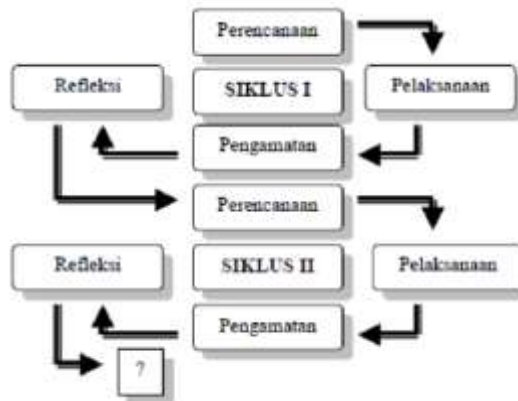 Perencanaan
Refleksi
SIKLUS I
Pelaksanaan
Pengamatan
Perencanaan
Refleksi
SIKLUS II
Pelaksanaan
Pengamatan
?